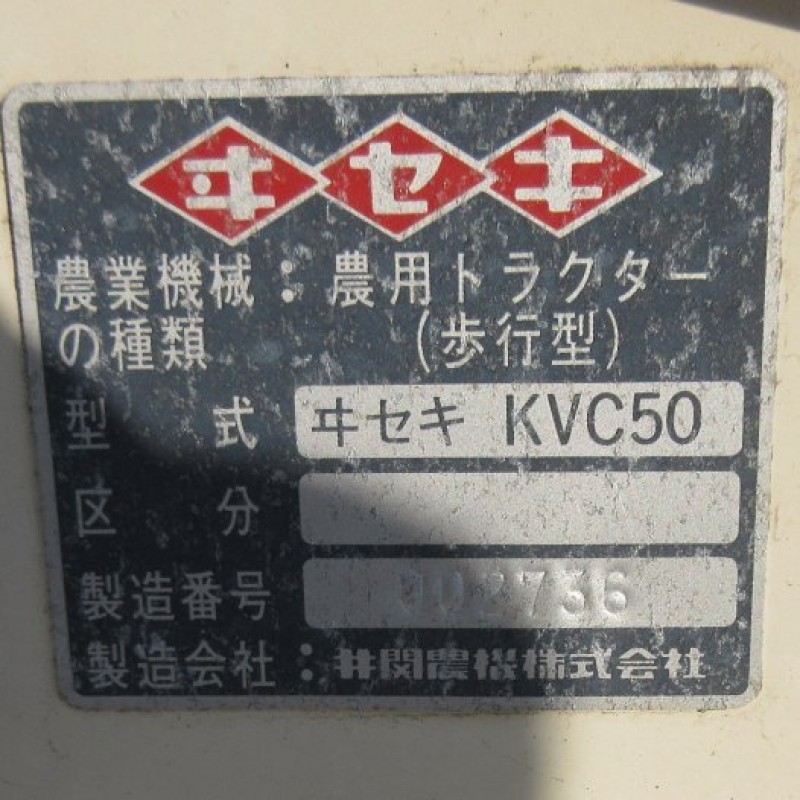 ヰセキ
農業機械:農用トラクター
の種類 (歩行型)
型式 ヰセキ KVC50
区分
製造番号 002736
製造会社:井関農機株式会社